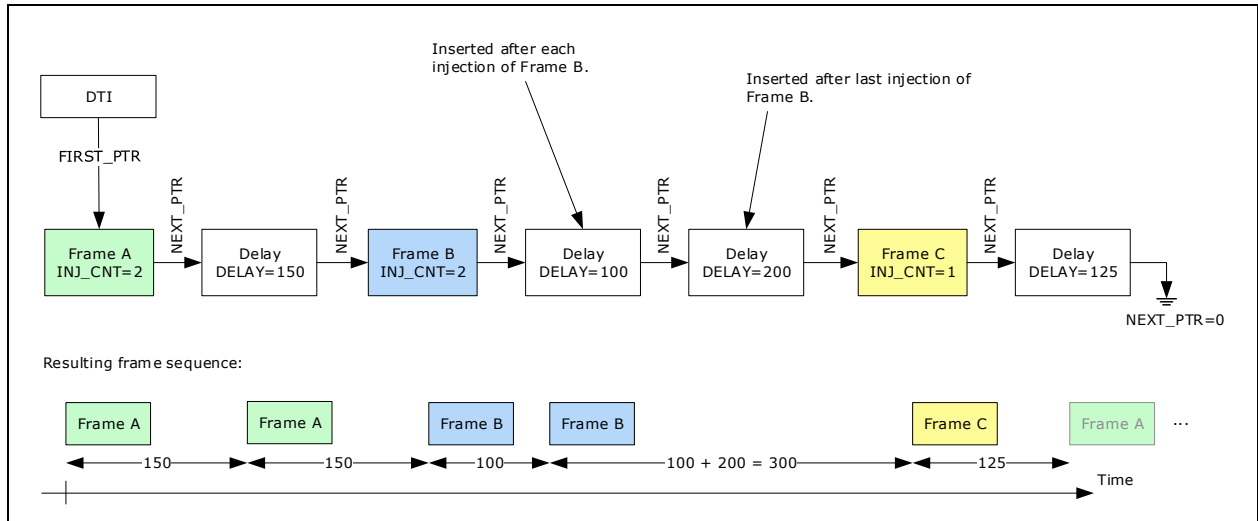 Inserted after each
injection of Frame B.
Inserted after last injection of
Frame B.
DTI
FIRST_PTR
NEXT_PTR
NEXT_PTR
NEXT_PTR
NEXT_PTR
NEXT_PTR
NEXT_PTR
Frame A
INJ_CNT=2
Delay
DELAY=150
Frame B
INJ_CNT=2
Delay
DELAY=100
Delay
DELAY=200
Frame C
INJ_CNT=1
Delay
DELAY=125
NEXT_PTR=0
Resulting frame sequence:
Frame A
Frame A
Frame B
Frame B
Frame C
Frame A
...
150
150
100
100 + 200 = 300
125
Time